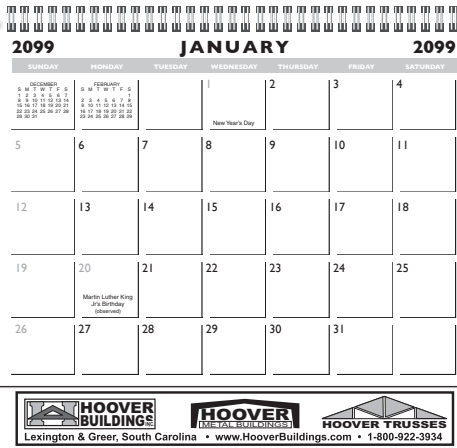 2099 JANUARY 2099
SUNDAY MONDAY TUESDAY WEDNESDAY THURSDAY FRIDAY SATURDAY
DECEMBER
S M T W T F S
1 2 3 4 5 6 7
8 9 10 11 12 13 14
15 16 17 18 19 20 21
22 23 24 25 26 27 28
29 30 31
FEBRUARY
S M T W T F S
1
2 3 4 5 6 7 8
9 10 11 12 13 14 15
16 17 18 19 20 21 22
23 24 25 26 27 28 29
1 2 3 4
New Year's Day
5 6 7 8 9 10 11
12 13 14 15 16 17 18
19 20 21 22 23 24 25
Martin Luther King
Jr's Birthday
(observed)
26 27 28 29 30 31
HOOVER
BUILDINGS INC
HOOVER
METAL BUILDINGS
HOOVER TRUSSES
Lexington & Greer, South Carolina • www.HooverBuildings.com • 1-800-922-3934